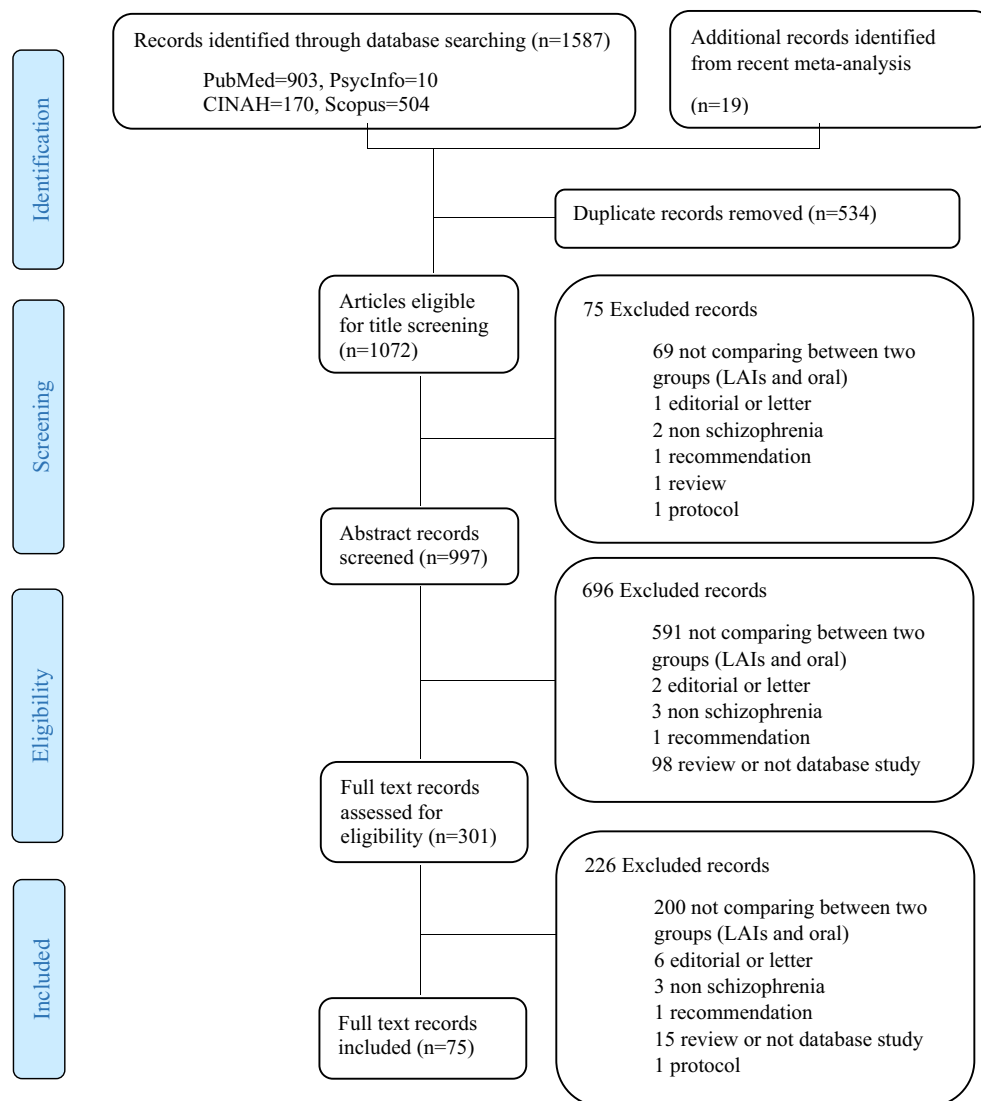 Records identified through database searching (n=1587)
PubMed=903, PsycInfo=10
CINAH=170, Scopus=504
Additional records identified
from recent meta-analysis
(n=19)
Identification
Duplicate records removed (n=534)
Articles eligible
for title screening
(n=1072)
75 Excluded records
69 not comparing between two
groups (LAIs and oral)
1 editorial or letter
2 non schizophrenia
1 recommendation
1 review
1 protocol
Screening
Abstract records
screened (n=997)
696 Excluded records
591 not comparing between two
groups (LAIs and oral)
2 editorial or letter
3 non schizophrenia
1 recommendation
98 review or not database study
Eligibility
Full text records
assessed for
eligibility (n=301)
226 Excluded records
200 not comparing between two
groups (LAIs and oral)
6 editorial or letter
3 non schizophrenia
1 recommendation
15 review or not database study
1 protocol
Included
Full text records
included (n=75)